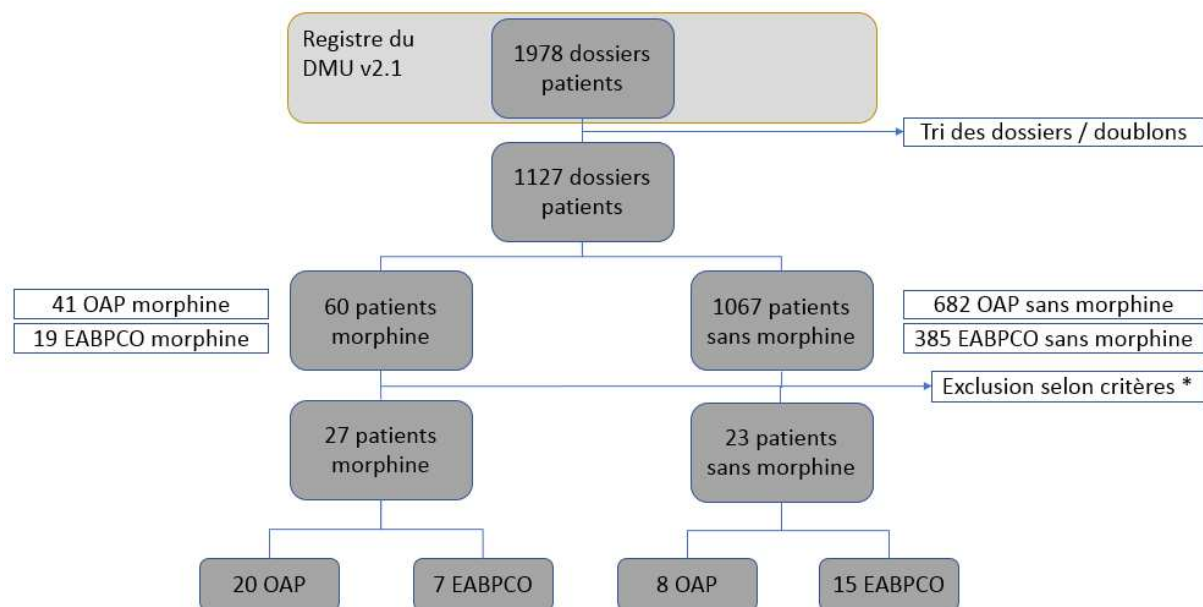 Registre du
DMU v2.1
1978 dossiers
patients
Tri des dossiers / doublons
1127 dossiers
patients
41 OAP morphine
19 EABPCO morphine
60 patients
morphine
1067 patients
sans morphine
682 OAP sans morphine
385 EABPCO sans morphine
Exclusion selon critères *
27 patients
morphine
23 patients
sans morphine
20 OAP
7 EABPCO
8 OAP
15 EABPCO